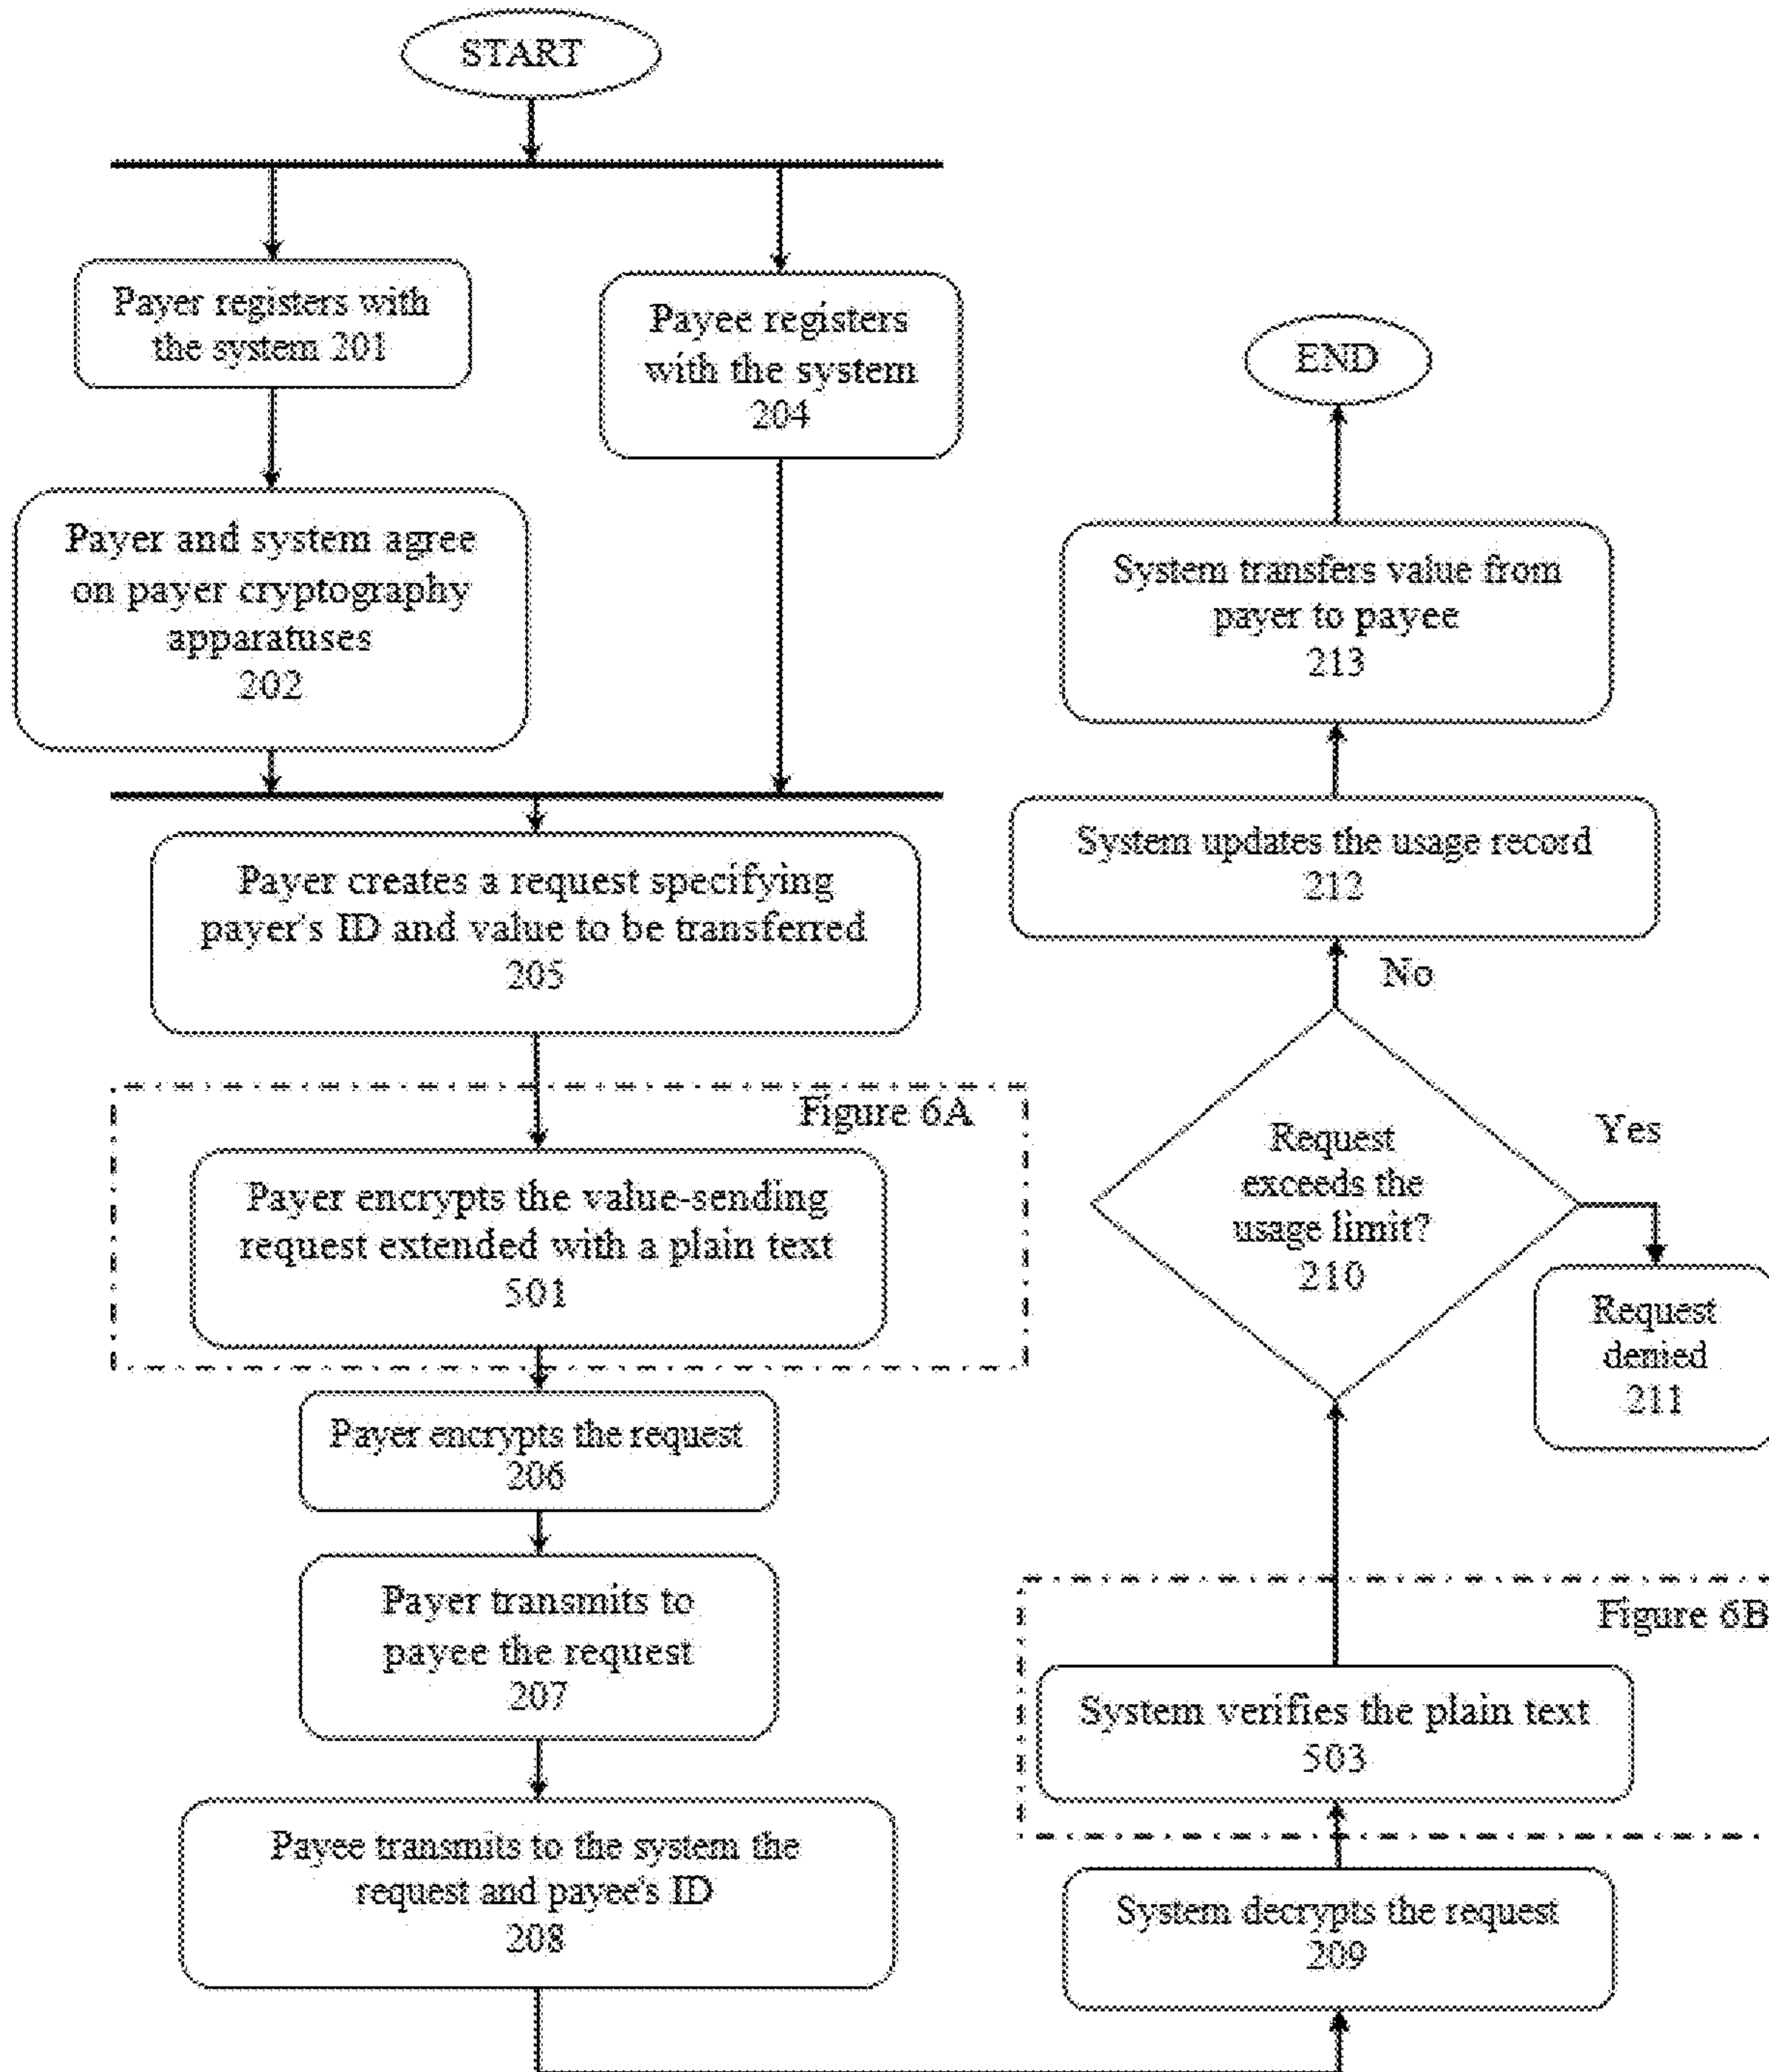 START
Payer registers with
the system 201
Payee registers
with the system
204
Payer and system agree
on payer cryptography
apparatuses
202
Payer creates a request specifying
payer's ID and value to be transferred
205
Figure 6A
Payer encrypts the value-sending
request extended with a plain text
501
Payer encrypts the request
206
Payer transmits to
payee the request
207
Payee transmits to the system the
request and payee's ID
208
END
System transfers value from
payer to payee
213
System updates the usage record
212
No
Request
exceeds the
usage limit?
210
Yes
Request
denied
211
Figure 6B
System verifies the plain text
503
System decrypts the request
209